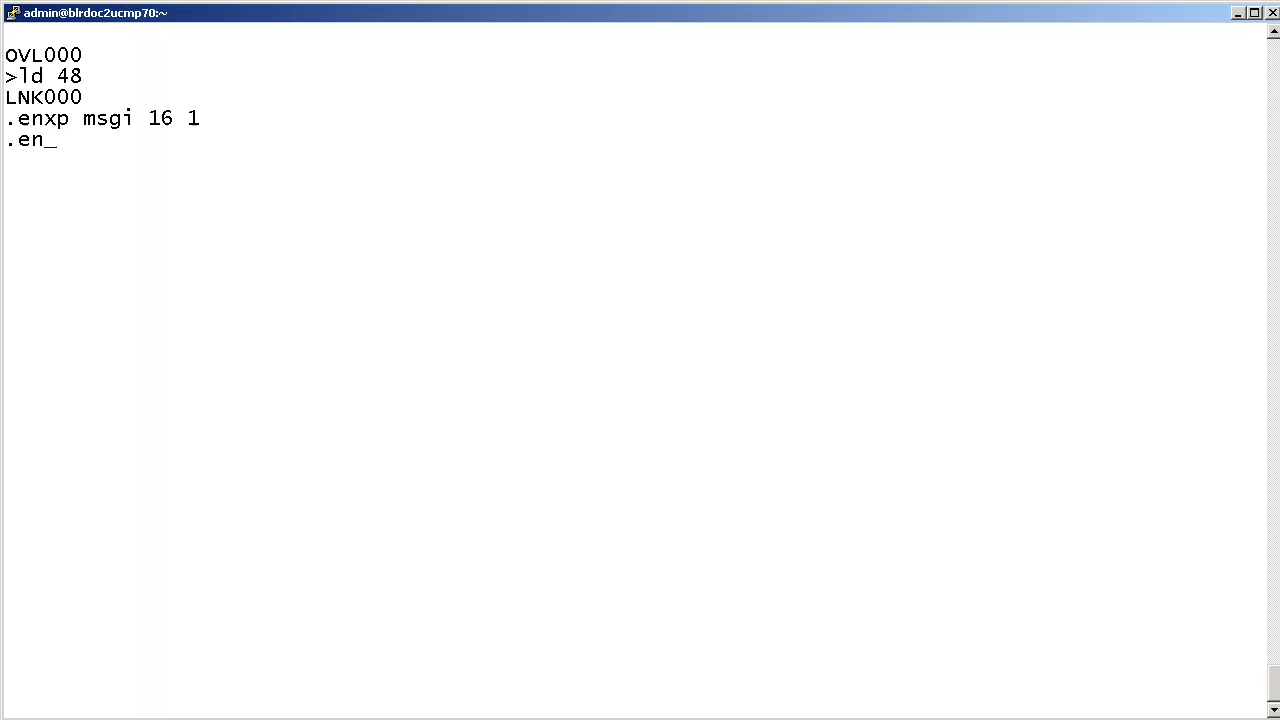 admin@blrdoc2ucmp70:~
OVL000
>ld 48
LNK000
.enxp msgi 16 1
.en_